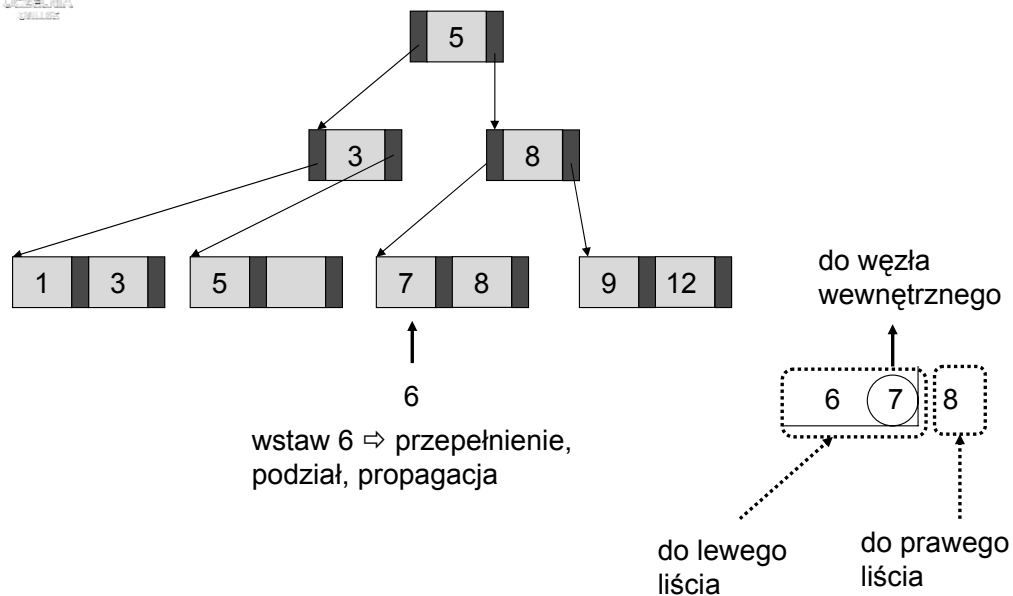 5
3 8
1 3 5 7 8 9 12
do węzła
wewnętrznego
6
6 7 8
wstaw 6 ⇨ przepełnienie,
podział, propagacja
do lewego
liścia
do prawego
liścia